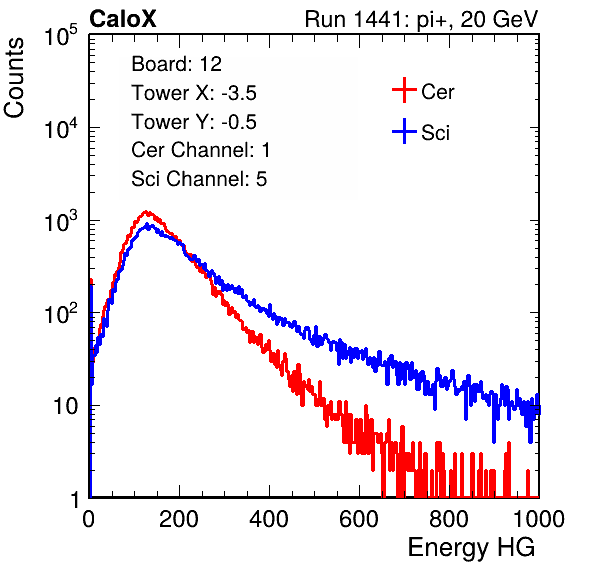 CaloX Run 1441: pi+, 20 GeV
Counts
10^5
10^4
10^3
10^2
10
1
Board: 12
Tower X: -3.5
Tower Y: -0.5
Cer Channel: 1
Sci Channel: 5
Cer
Sci
0 200 400 600 800 1000
Energy HG